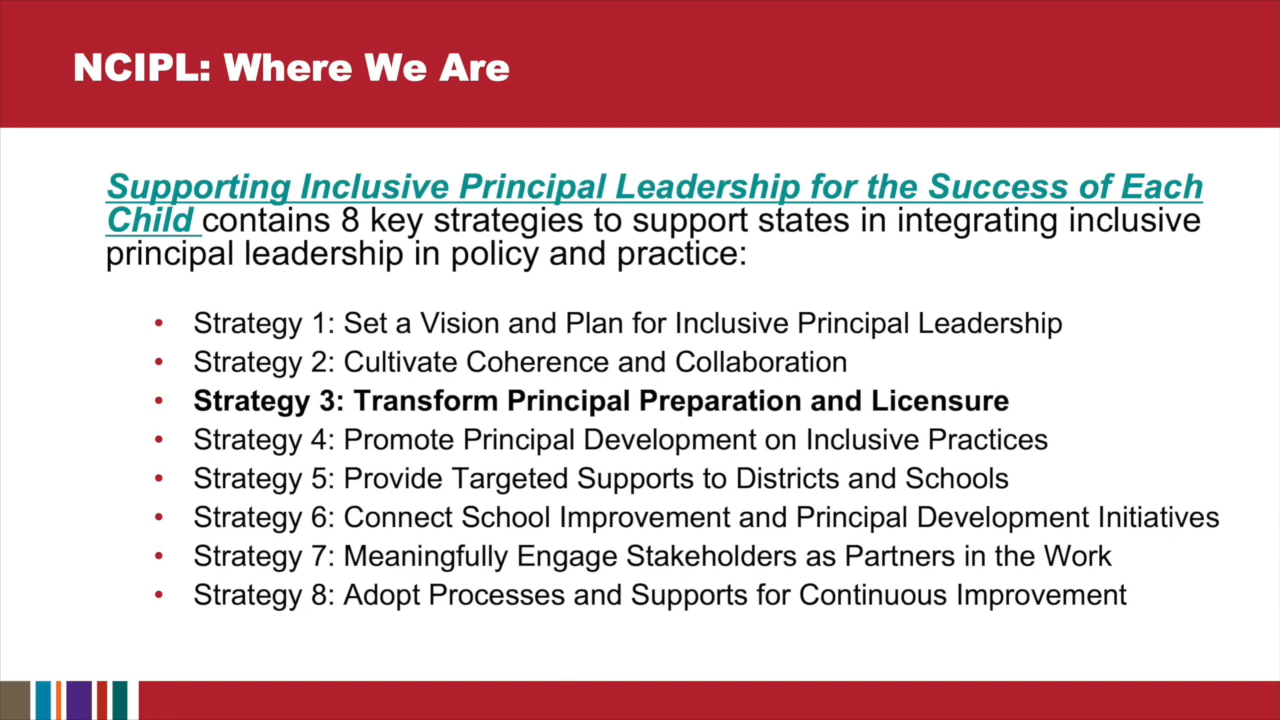 NCIPL: Where We Are
Supporting Inclusive Principal Leadership for the Success of Each
Child contains 8 key strategies to support states in integrating inclusive
principal leadership in policy and practice:
• Strategy 1: Set a Vision and Plan for Inclusive Principal Leadership
• Strategy 2: Cultivate Coherence and Collaboration
• Strategy 3: Transform Principal Preparation and Licensure
• Strategy 4: Promote Principal Development on Inclusive Practices
• Strategy 5: Provide Targeted Supports to Districts and Schools
• Strategy 6: Connect School Improvement and Principal Development Initiatives
• Strategy 7: Meaningfully Engage Stakeholders as Partners in the Work
• Strategy 8: Adopt Processes and Supports for Continuous Improvement